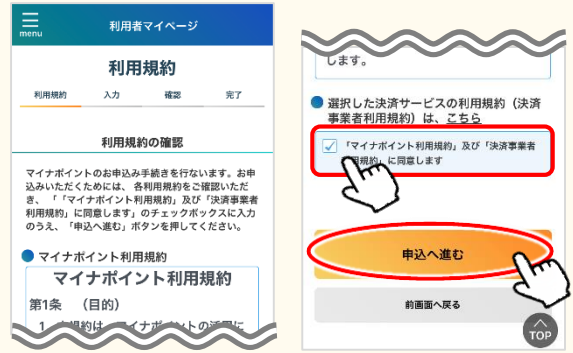 menu
利用者マイページ
利用規約
利用規約 入力 確認 完了
利用規約の確認
マイナポイントのお申込み手続きを行ないます。お申
込みいただくためには、 各利用規約をご確認いただ
き、「「マイナポイント利用規約」及び「決済事業者
利用規約」に同意します」のチェックボックスに入力
のうえ、「申込へ進む」ボタンを押してください。
マイナポイント利用規約
マイナポイント利用規約
第1条 (目的)
マイナポイントの活用に
します。
選択した決済サービスの利用規約（決済
事業者利用規約）は、こちら
「マイナポイント利用規約」及び「決済事業者
規約」に同意します
申込へ進む
前画面へ戻る
TOP